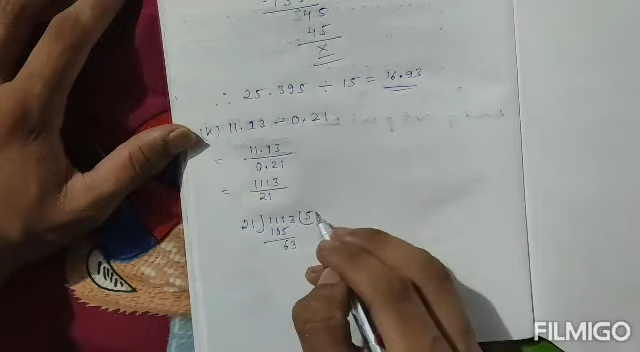 45
45
x
∴ 25.395 ÷ 15 = 16.93
11.13 ÷ 0.21
= 11.13
0.21
= 1113
21
21 ) 1113 ( 5
105
63
FILMIGO